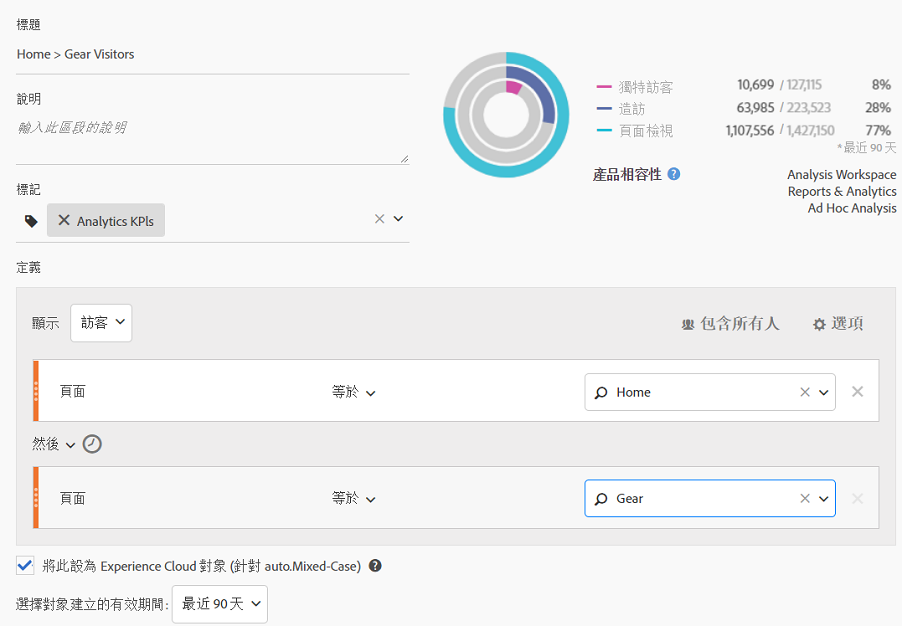 標題
Home > Gear Visitors
說明
輸入此區段的說明
標記
Analytics KPIs
獨特訪客 10,699 / 127,115 8%
造訪 63,985 / 223,523 28%
頁面檢視 1,107,556 / 1,427,150 77%
*最近 90 天
產品相容性 ? Analysis Workspace
Reports & Analytics
Ad Hoc Analysis
定義
顯示 訪客 包含所有人 選項
頁面 等於 Home
然後
頁面 等於 Gear
將此設為 Experience Cloud 對象 (針對 auto.Mixed-Case) ?
選擇對象建立的有效期間: 最近 90 天